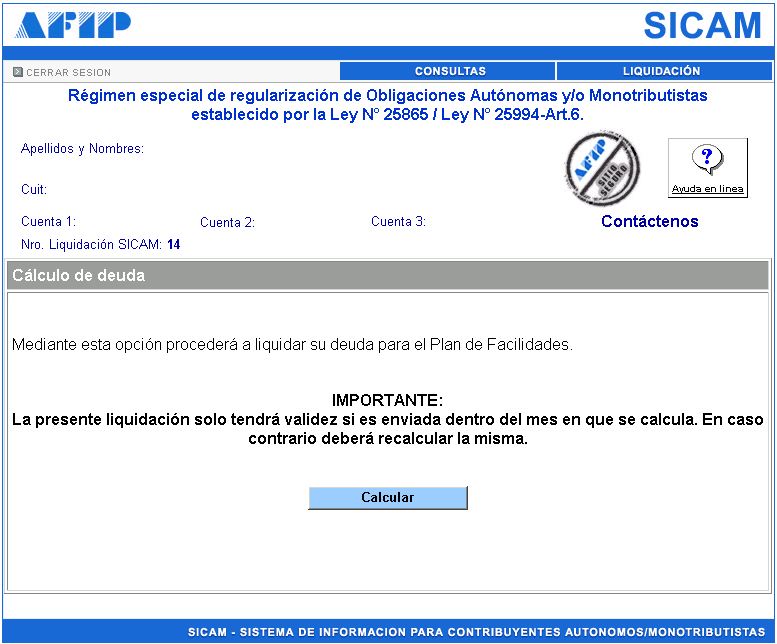 AFIP
SICAM
CERRAR SESION
CONSULTAS
LIQUIDACIÓN
Régimen especial de regularización de Obligaciones Autónomas y/o Monotributistas
establecido por la Ley N° 25865 / Ley N° 25994-Art.6.
Apellidos y Nombres:
AFIP
SITIO
SEGURO
?
Ayuda en linea
Cuit:
Cuenta 1:
Cuenta 2:
Cuenta 3:
Contáctenos
Nro. Liquidación SICAM: 14
Cálculo de deuda
Mediante esta opción procederá a liquidar su deuda para el Plan de Facilidades.
IMPORTANTE:
La presente liquidación solo tendrá validez si es enviada dentro del mes en que se calcula. En caso
contrario deberá recalcular la misma.
Calcular
SICAM - SISTEMA DE INFORMACION PARA CONTRIBUYENTES AUTONOMOS/MONOTRIBUTISTAS